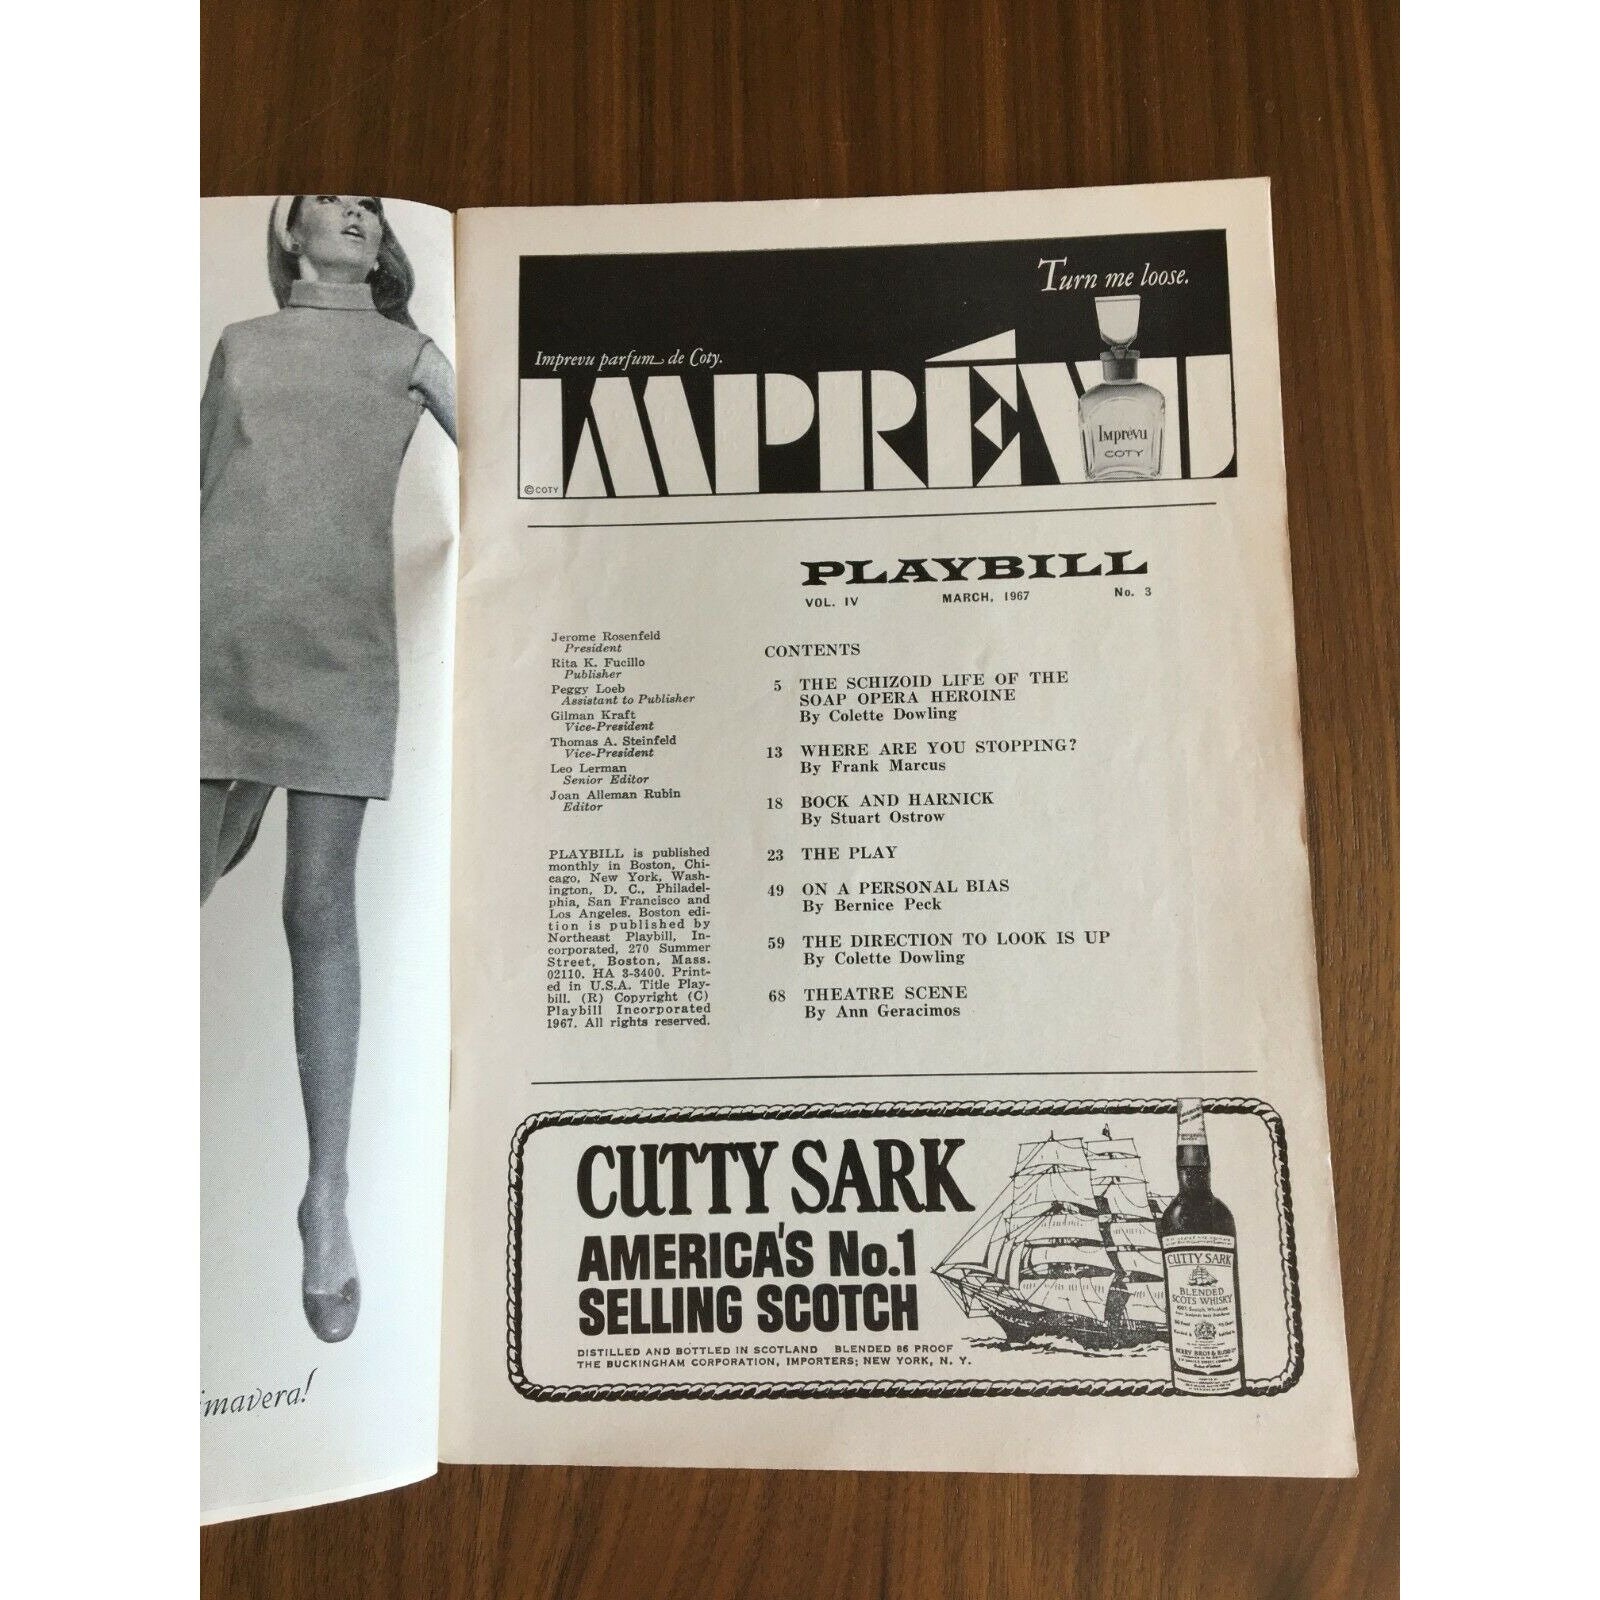 imavera!
Turn me loose.
Imprevu parfum de Coty.
IMPRÉVU
Imprévu
COTY
© COTY
PLAYBILL
VOL. IV MARCH, 1967 No. 3
Jerome Rosenfeld
President
Rita K. Fucillo
Publisher
Peggy Loeb
Assistant to Publisher
Gilman Kraft
Vice-President
Thomas A. Steinfeld
Vice-President
Leo Lerman
Senior Editor
Joan Alleman Rubin
Editor
PLAYBILL is published
monthly in Boston, Chi-
cago, New York, Wash-
ington, D. C., Philadel-
phia, San Francisco and
Los Angeles. Boston edi-
tion is published by
Northeast Playbill, In-
corporated, 270 Summer
Street, Boston, Mass.
02110. HA 3-3400. Print-
ed in U.S.A. Title Play-
bill. (R) Copyright (C)
Playbill Incorporated
1967. All rights reserved.
CONTENTS
5 THE SCHIZOID LIFE OF THE
SOAP OPERA HEROINE
By Colette Dowling
13 WHERE ARE YOU STOPPING?
By Frank Marcus
18 BOCK AND HARNICK
By Stuart Ostrow
23 THE PLAY
49 ON A PERSONAL BIAS
By Bernice Peck
59 THE DIRECTION TO LOOK IS UP
By Colette Dowling
68 THEATRE SCENE
By Ann Geracimos
CUTTY SARK
AMERICA'S No.1
SELLING SCOTCH
DISTILLED AND BOTTLED IN SCOTLAND BLENDED 86 PROOF
THE BUCKINGHAM CORPORATION, IMPORTERS; NEW YORK, N. Y.
CUTTY SARK
BLENDED
SCOTS WHISKY
BERRY BROS & RUDD LTD